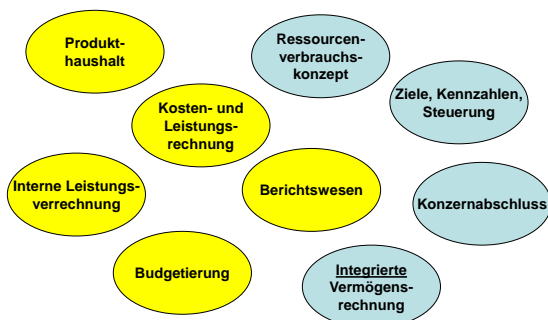 Produkt-
haushalt
Ressourcen-
verbrauchs-
konzept
Ziele, Kennzahlen,
Steuerung
Kosten- und
Leistungs-
rechnung
Interne Leistungs-
verrechnung
Berichtswesen
Konzernabschluss
Budgetierung
Integrierte
Vermögens-
rechnung